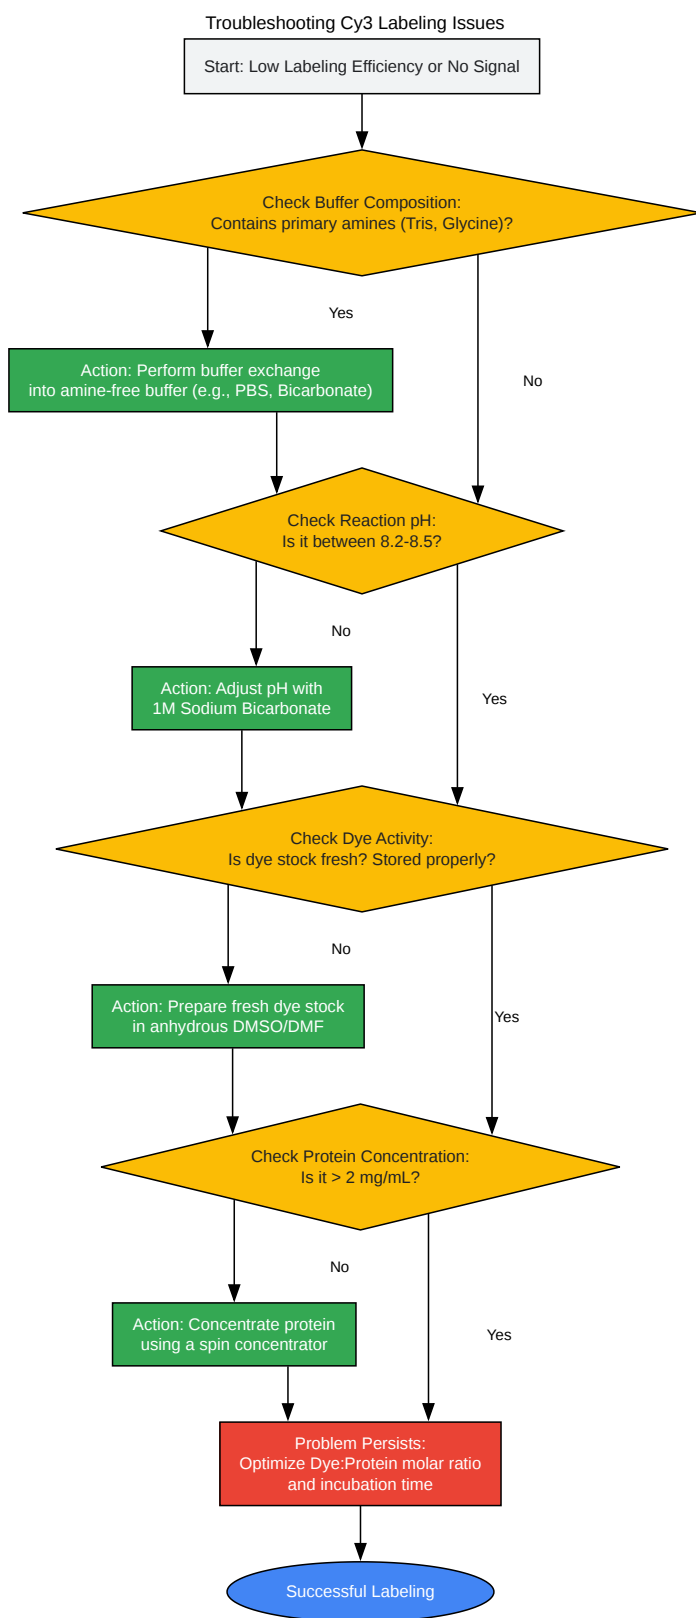 Troubleshooting Cy3 Labeling Issues
Start: Low Labeling Efficiency or No Signal
Check Buffer Composition:
Contains primary amines (Tris, Glycine)?
Yes
Action: Perform buffer exchange
into amine-free buffer (e.g., PBS, Bicarbonate)
No
Check Reaction pH:
Is it between 8.2-8.5?
No
Action: Adjust pH with
1M Sodium Bicarbonate
Yes
Check Dye Activity:
Is dye stock fresh? Stored properly?
No
Action: Prepare fresh dye stock
in anhydrous DMSO/DMF
Yes
Check Protein Concentration:
Is it > 2 mg/mL?
No
Action: Concentrate protein
using a spin concentrator
Yes
Problem Persists:
Optimize Dye:Protein molar ratio
and incubation time
Successful Labeling